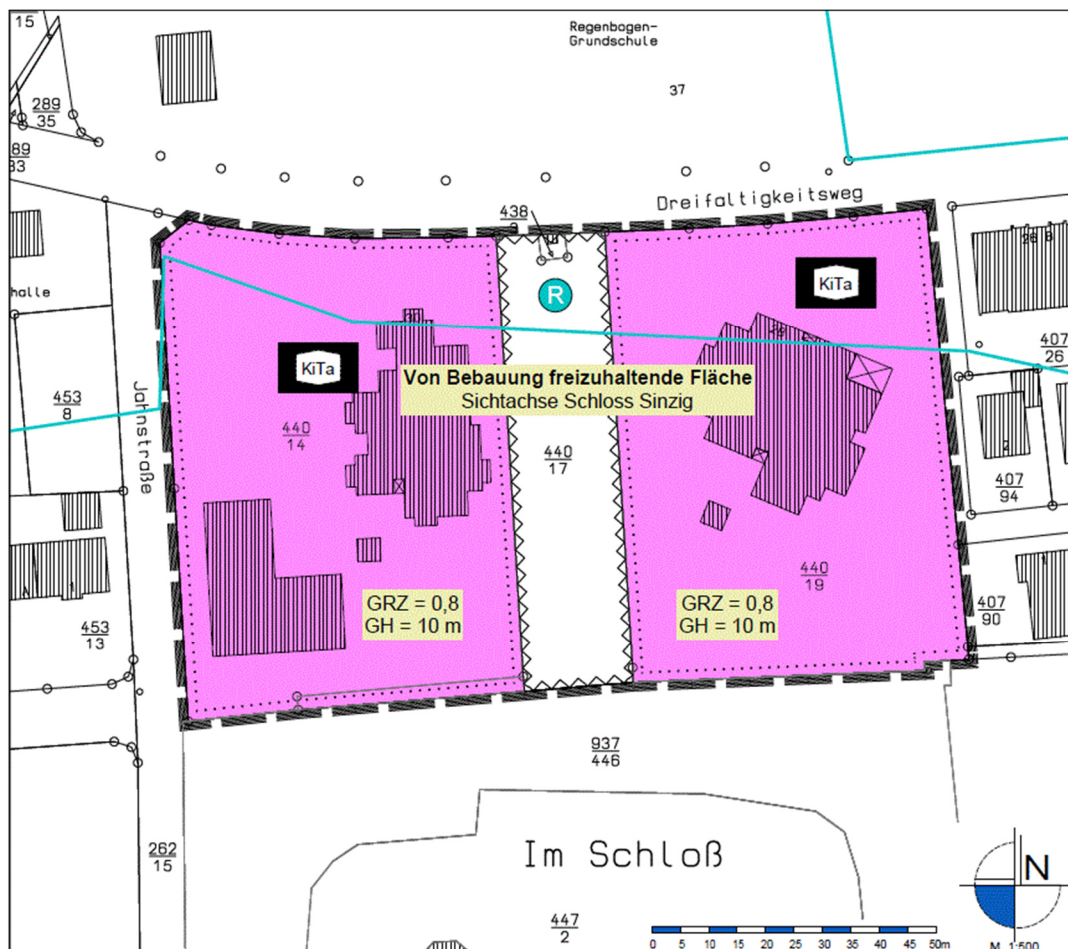 15
Regenbogen-
Grundschule
37
289
35
89
33
Dreifaltigkeitsweg
438
halle
R
KiTa
KiTa
26
407
26
453
8
Jahnstraße
Von Bebauung freizuhaltende Fläche
Sichtachse Schloss Sinzig
440
14
440
17
2
407
94
440
19
GRZ = 0,8
GH = 10 m
GRZ = 0,8
GH = 10 m
1
407
90
453
13
937
446
Im Schloß
262
15
447
2
N
0 5 10 15 20 25 30 35 40 45 50m
M 1:500